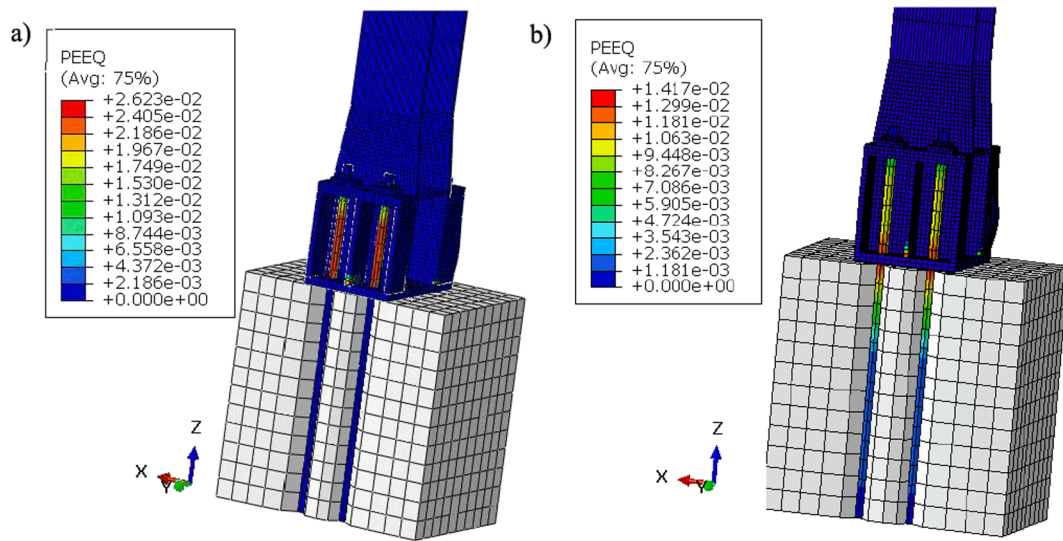 a)
PEEQ
(Avg: 75%)
+2.623e-02
+2.405e-02
+2.186e-02
+1.967e-02
+1.749e-02
+1.530e-02
+1.312e-02
+1.093e-02
+8.744e-03
+6.558e-03
+4.372e-03
+2.186e-03
+0.000e+00
Z
X
Y
b)
PEEQ
(Avg: 75%)
+1.417e-02
+1.299e-02
+1.181e-02
+1.063e-02
+9.448e-03
+8.267e-03
+7.086e-03
+5.905e-03
+4.724e-03
+3.543e-03
+2.362e-03
+1.181e-03
+0.000e+00
Z
X
Y